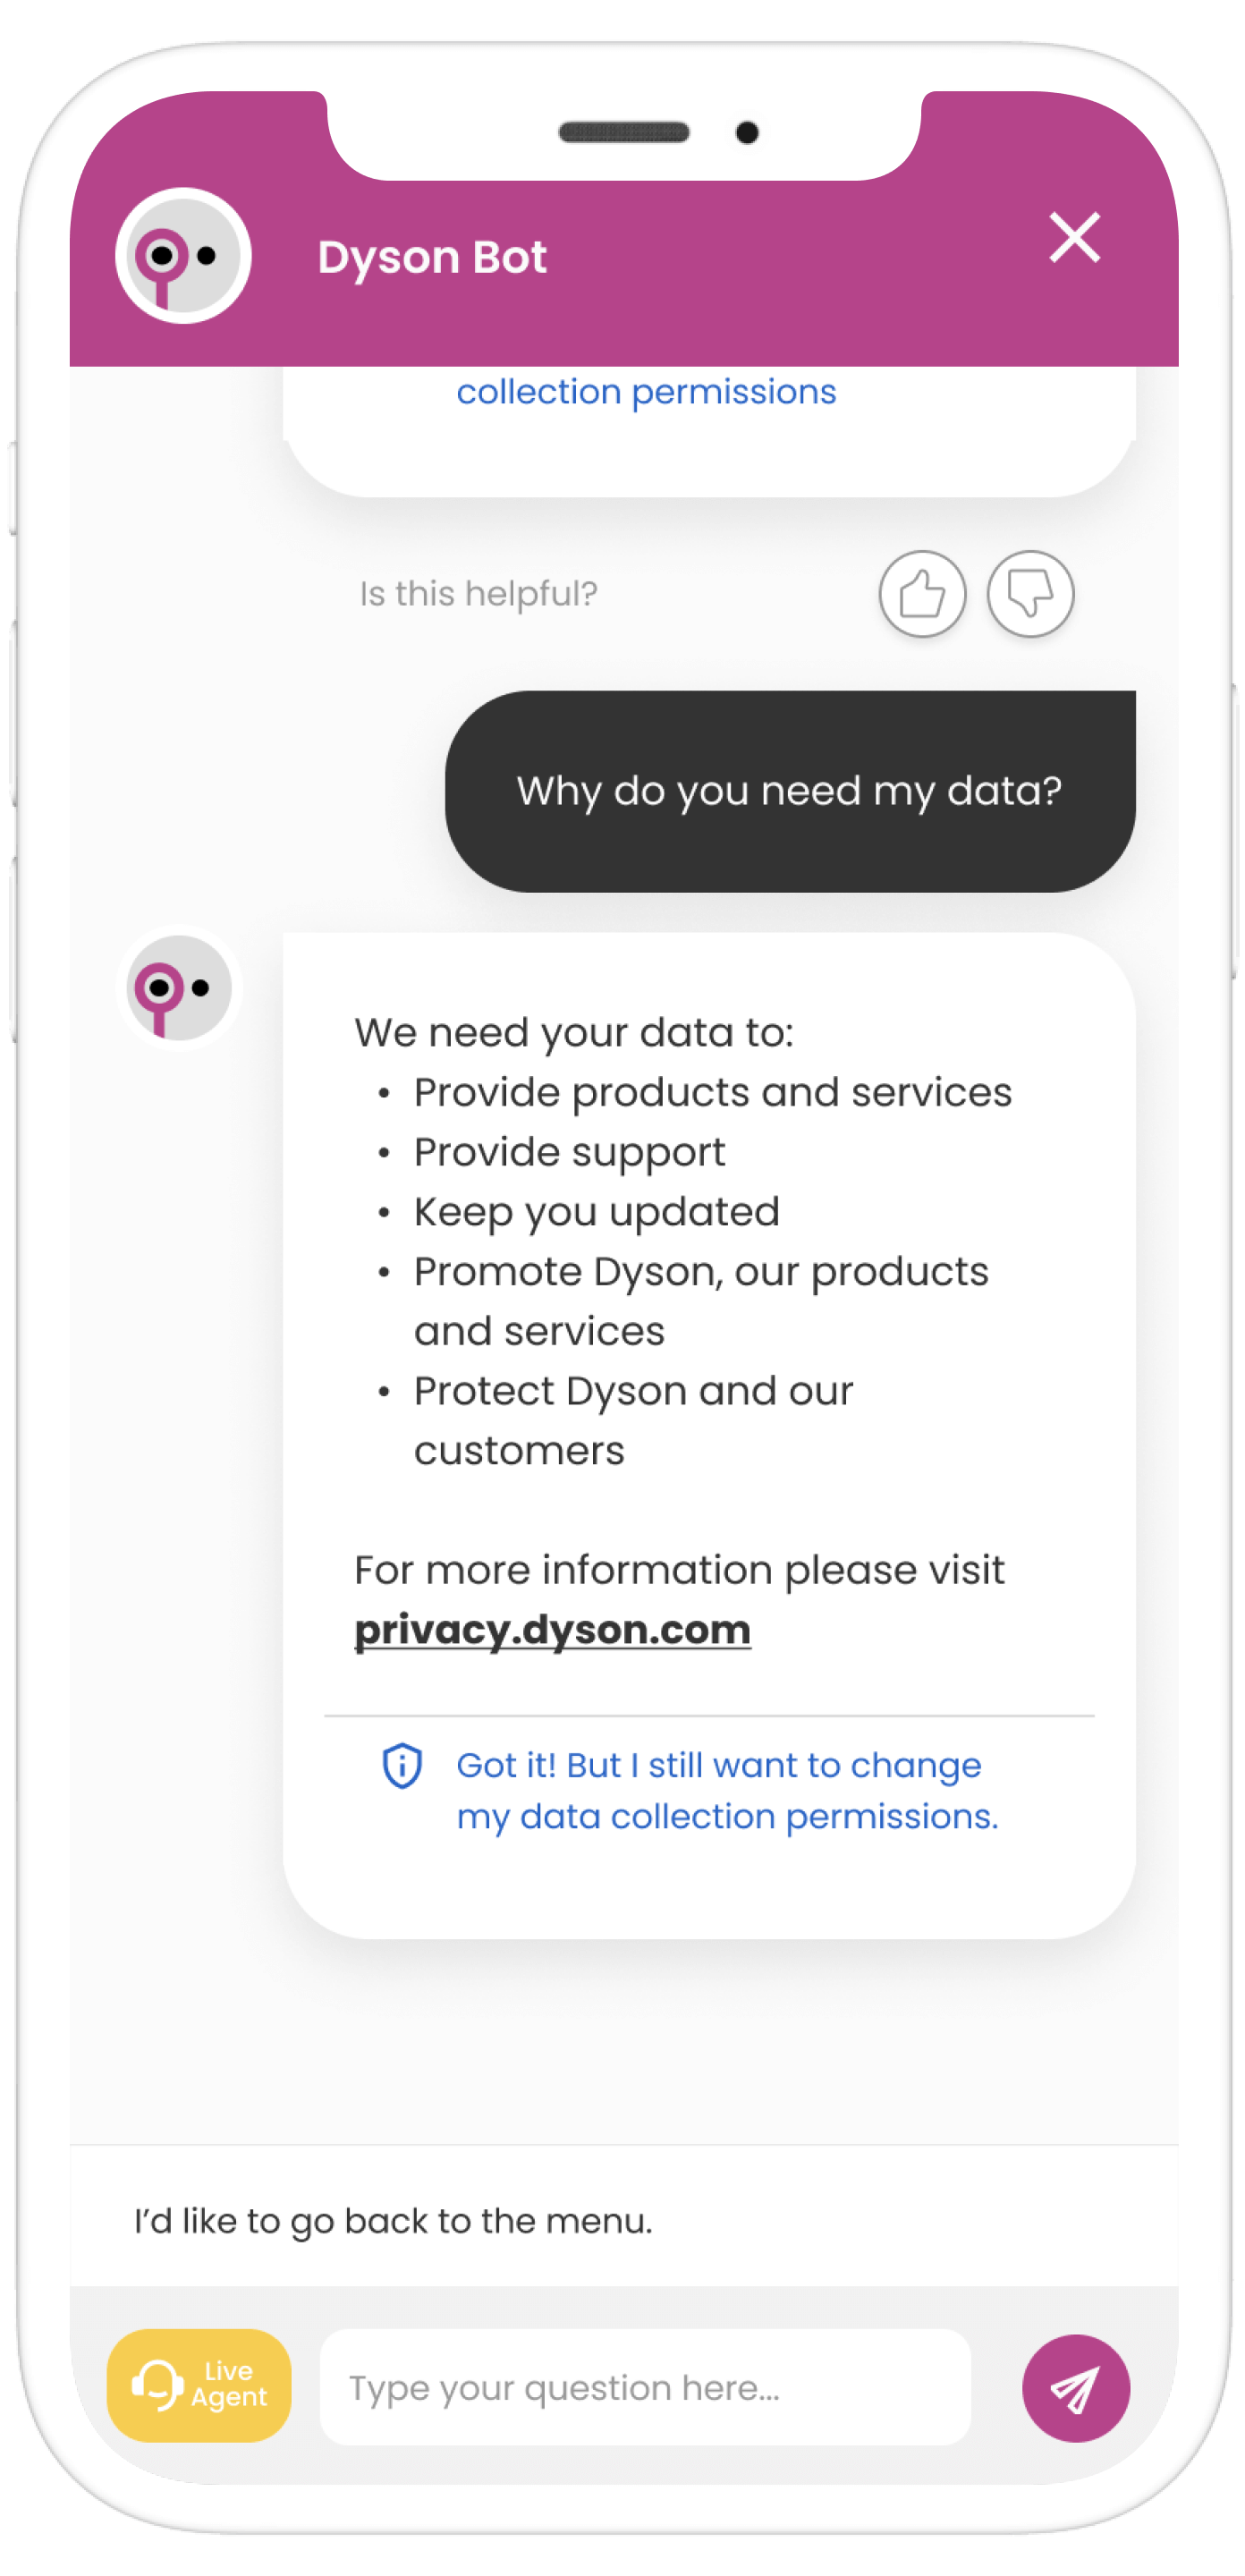 Dyson Bot
collection permissions
Is this helpful?
Why do you need my data?
We need your data to:
• Provide products and services
• Provide support
• Keep you updated
• Promote Dyson, our products
and services
• Protect Dyson and our
customers
For more information please visit
privacy.dyson.com
Got it! But I still want to change
my data collection permissions.
I’d like to go back to the menu.
Live
Agent
Type your question here...